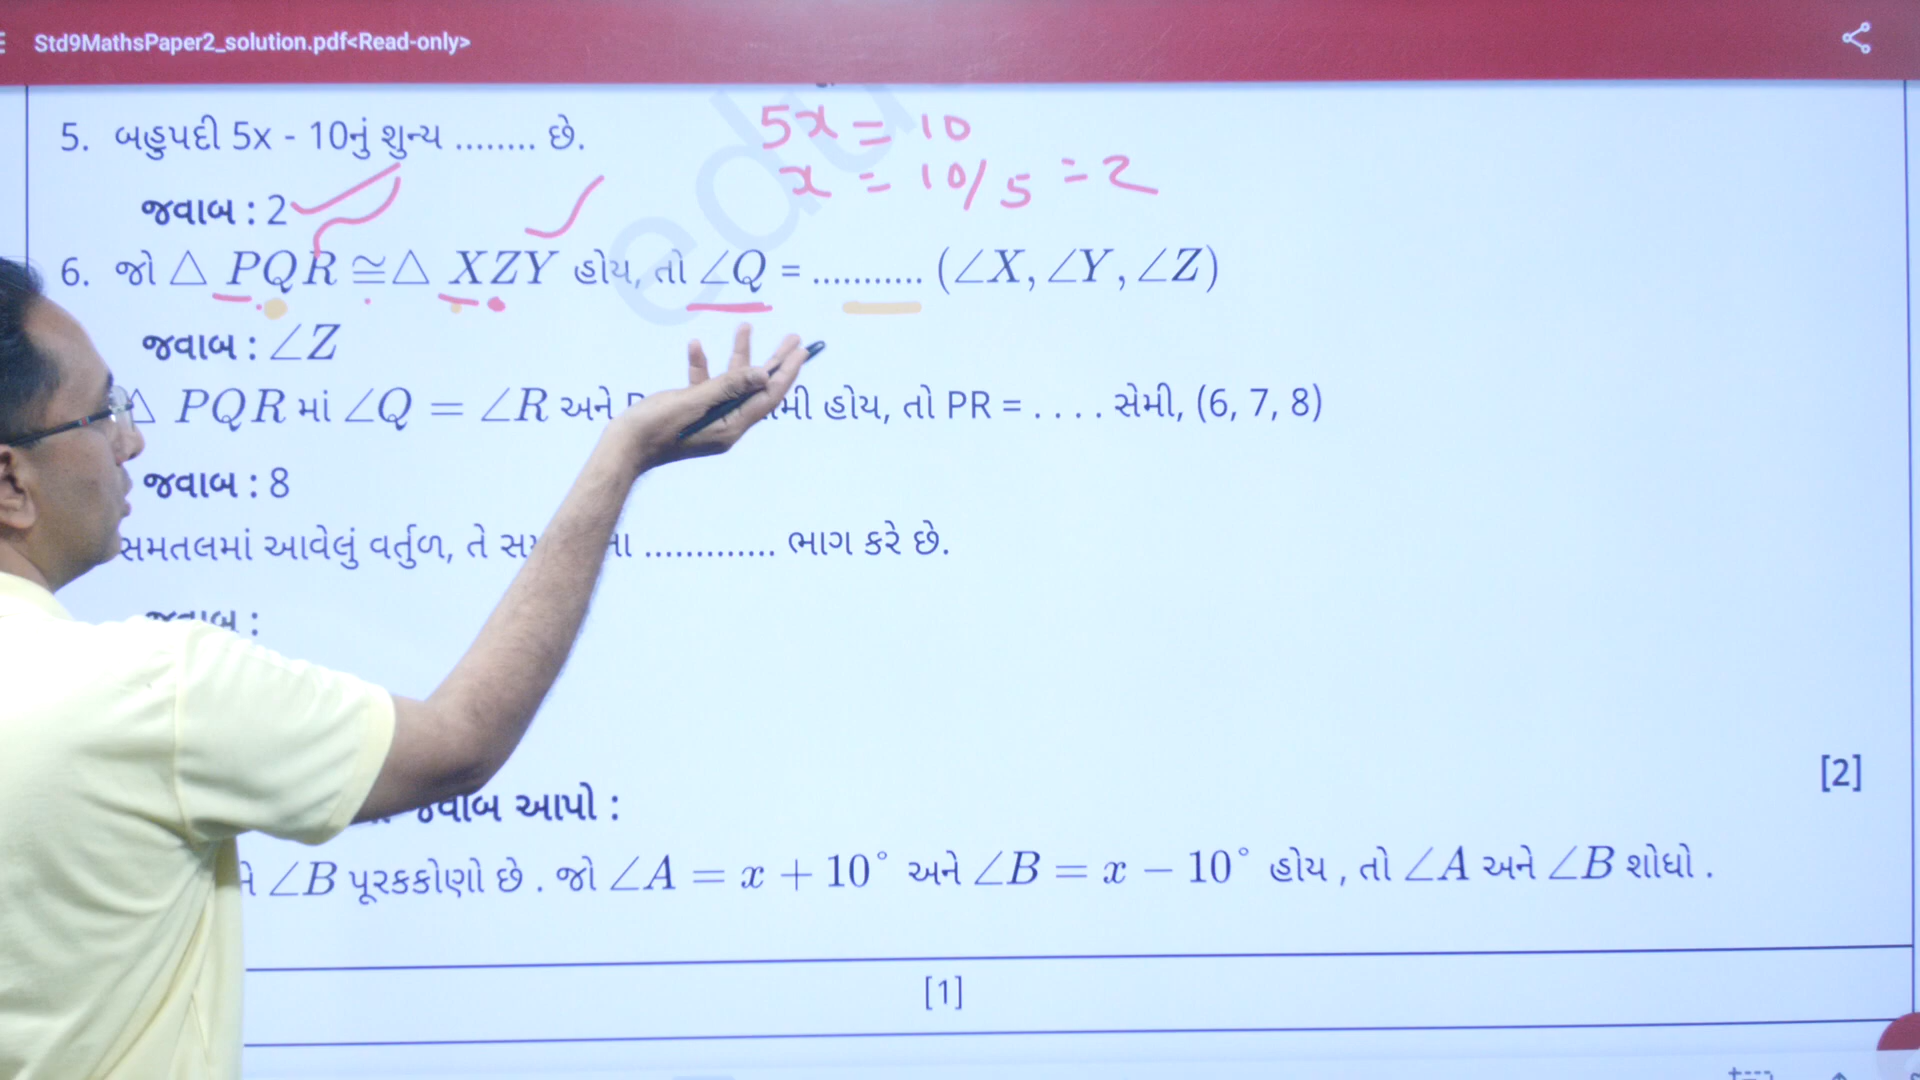 Std9MathsPaper2_solution.pdf<Read-only>
5. બહુપદી 5x - 10નું શુન્ય ........ છે.
5x = 10
x = 10/5 = 2
જવાબ : 2
edu
6. જો △ PQR ≅ △ XZY હોય, તો ∠Q = ........... (∠X, ∠Y, ∠Z)
જવાબ : ∠Z
△ PQR માં ∠Q = ∠R અને હોય, તો PR = . . . . સેમી, (6, 7, 8)
જવાબ : 8
સમતલમાં આવેલું વર્તુળ, તે ............. ભાગ કરે છે.
જવાબ :
[2]
જવાબ આપો :
∠B પૂરકકોણો છે . જો ∠A = x + 10° અને ∠B = x − 10° હોય , તો ∠A અને ∠B શોધો .
[1]